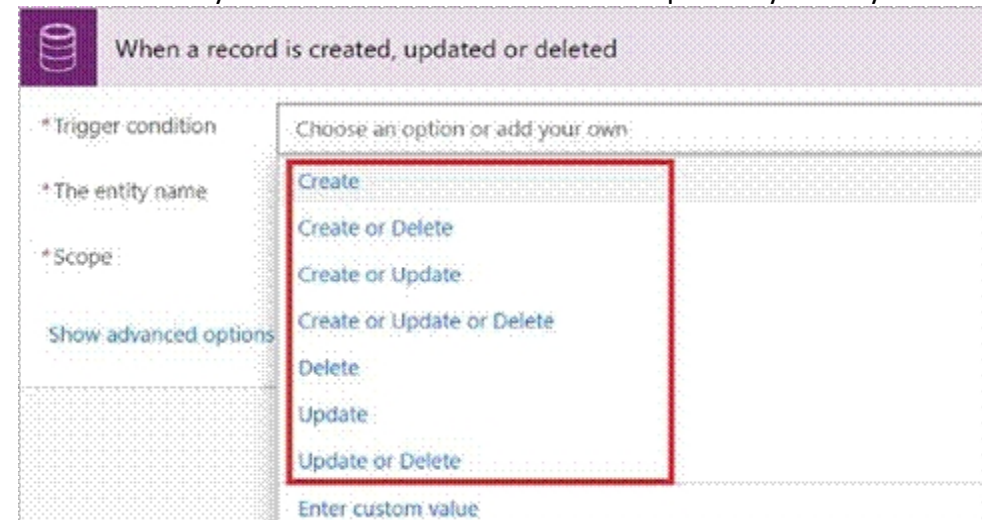 When a record is created, updated or deleted
* Trigger condition
Choose an option or add your own
* The entity name
* Scope
Show advanced options
Create
Create or Delete
Create or Update
Create or Update or Delete
Delete
Update
Update or Delete
Enter custom value